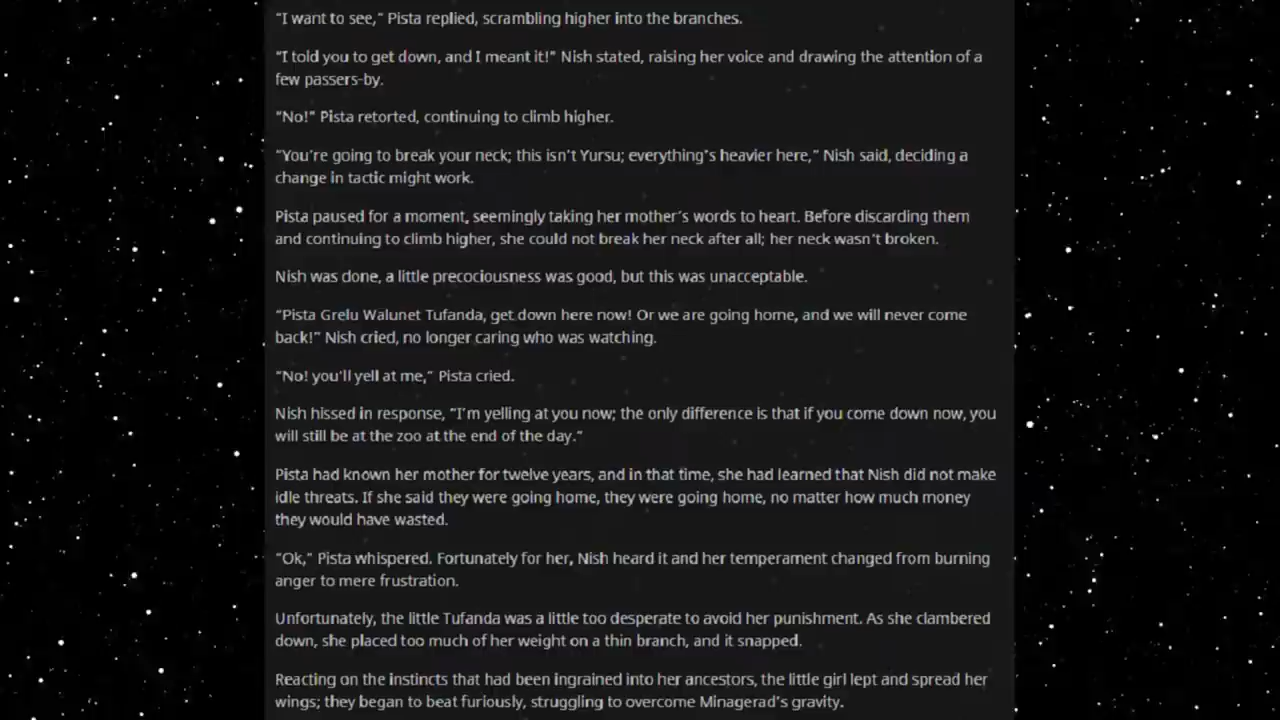 “I want to see,” Pista replied, scrambling higher into the branches.
“I told you to get down, and I meant it!” Nish stated, raising her voice and drawing the attention of a
few passers-by.
“No!” Pista retorted, continuing to climb higher.
“You’re going to break your neck; this isn’t Yursu; everything’s heavier here,” Nish said, deciding a
change in tactic might work.
Pista paused for a moment, seemingly taking her mother’s words to heart. Before discarding them
and continuing to climb higher, she could not break her neck after all; her neck wasn’t broken.
Nish was done, a little precociousness was good, but this was unacceptable.
“Pista Grelu Walunet Tufanda, get down here now! Or we are going home, and we will never come
back!” Nish cried, no longer caring who was watching.
“No! you’ll yell at me,” Pista cried.
Nish hissed in response, “I’m yelling at you now; the only difference is that if you come down now, you
will still be at the zoo at the end of the day.”
Pista had known her mother for twelve years, and in that time, she had learned that Nish did not make
idle threats. If she said they were going home, they were going home, no matter how much money
they would have wasted.
“Ok,” Pista whispered. Fortunately for her, Nish heard it and her temperament changed from burning
anger to mere frustration.
Unfortunately, the little Tufanda was a little too desperate to avoid her punishment. As she clambered
down, she placed too much of her weight on a thin branch, and it snapped.
Reacting on the instincts that had been ingrained into her ancestors, the little girl lept and spread her
wings; they began to beat furiously, struggling to overcome Minagerad’s gravity.